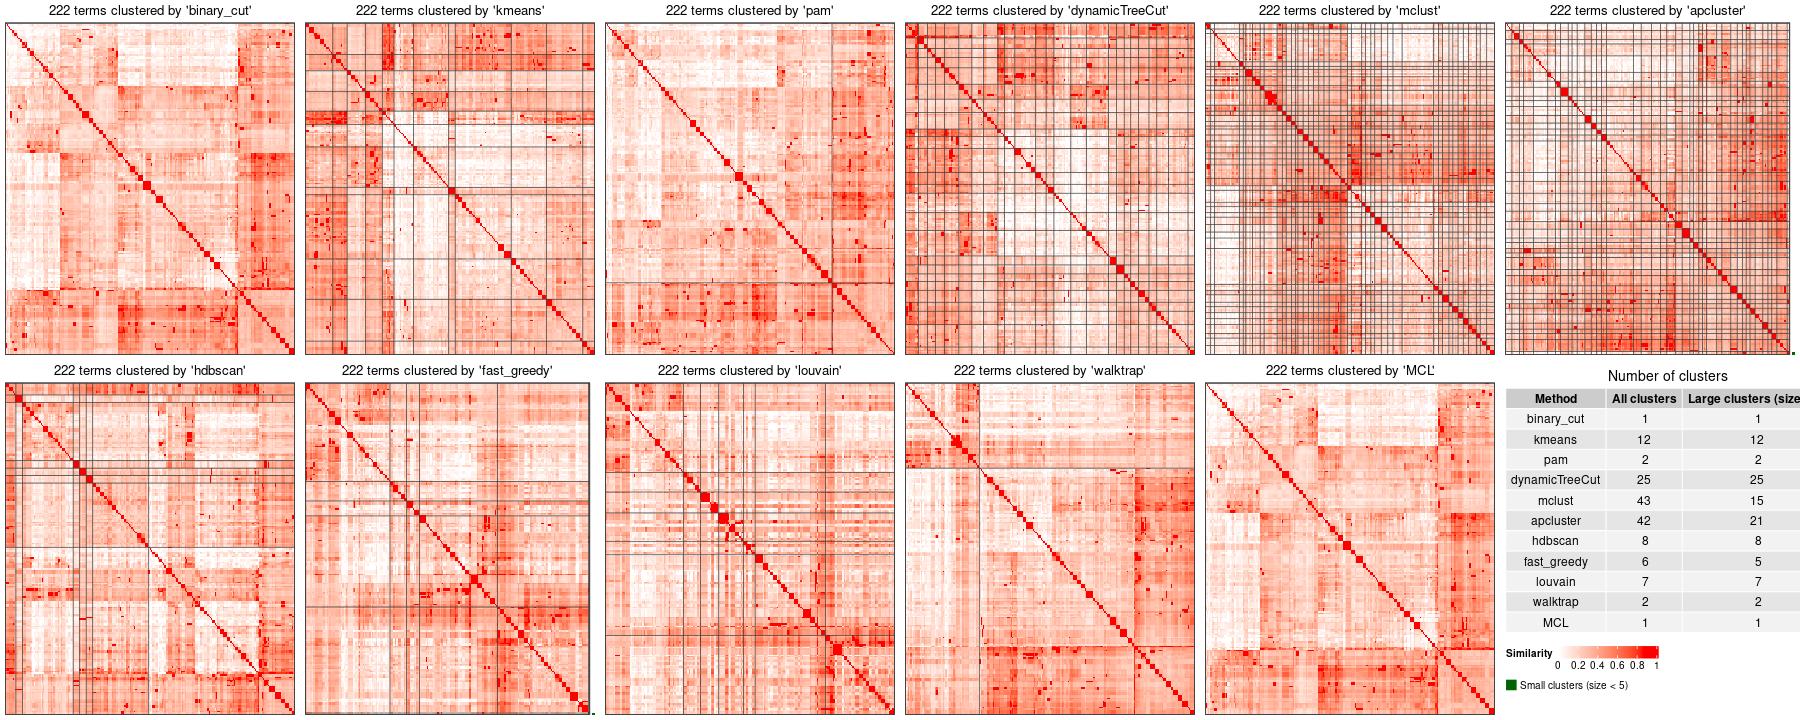 222 terms clustered by 'binary_cut'
222 terms clustered by 'kmeans'
222 terms clustered by 'pam'
222 terms clustered by 'dynamicTreeCut'
222 terms clustered by 'mclust'
222 terms clustered by 'apcluster'
222 terms clustered by 'hdbscan'
222 terms clustered by 'fast_greedy'
222 terms clustered by 'louvain'
222 terms clustered by 'walktrap'
222 terms clustered by 'MCL'
Number of clusters
Method All clusters Large clusters (size
binary_cut 1 1
kmeans 12 12
pam 2 2
dynamicTreeCut 25 25
mclust 43 15
apcluster 42 21
hdbscan 8 8
fast_greedy 6 5
louvain 7 7
walktrap 2 2
MCL 1 1
Similarity
0 0.2 0.4 0.6 0.8 1
Small clusters (size < 5)